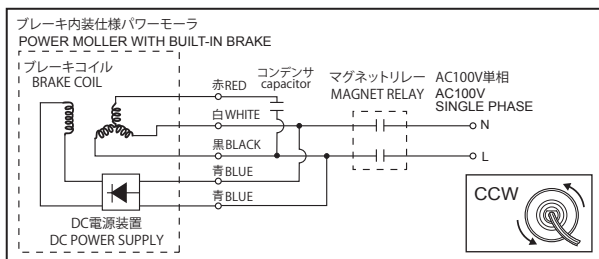 ブレーキ内装仕様パワーモーラ
POWER MOLLER WITH BUILT-IN BRAKE
ブレーキコイル
BRAKE COIL
赤RED
コンデンサ
capacitor
マグネットリレー
MAGNET RELAY
AC100V単相
AC100V
SINGLE PHASE
白WHITE
N
黒BLACK
L
青BLUE
青BLUE
DC電源装置
DC POWER SUPPLY
CCW